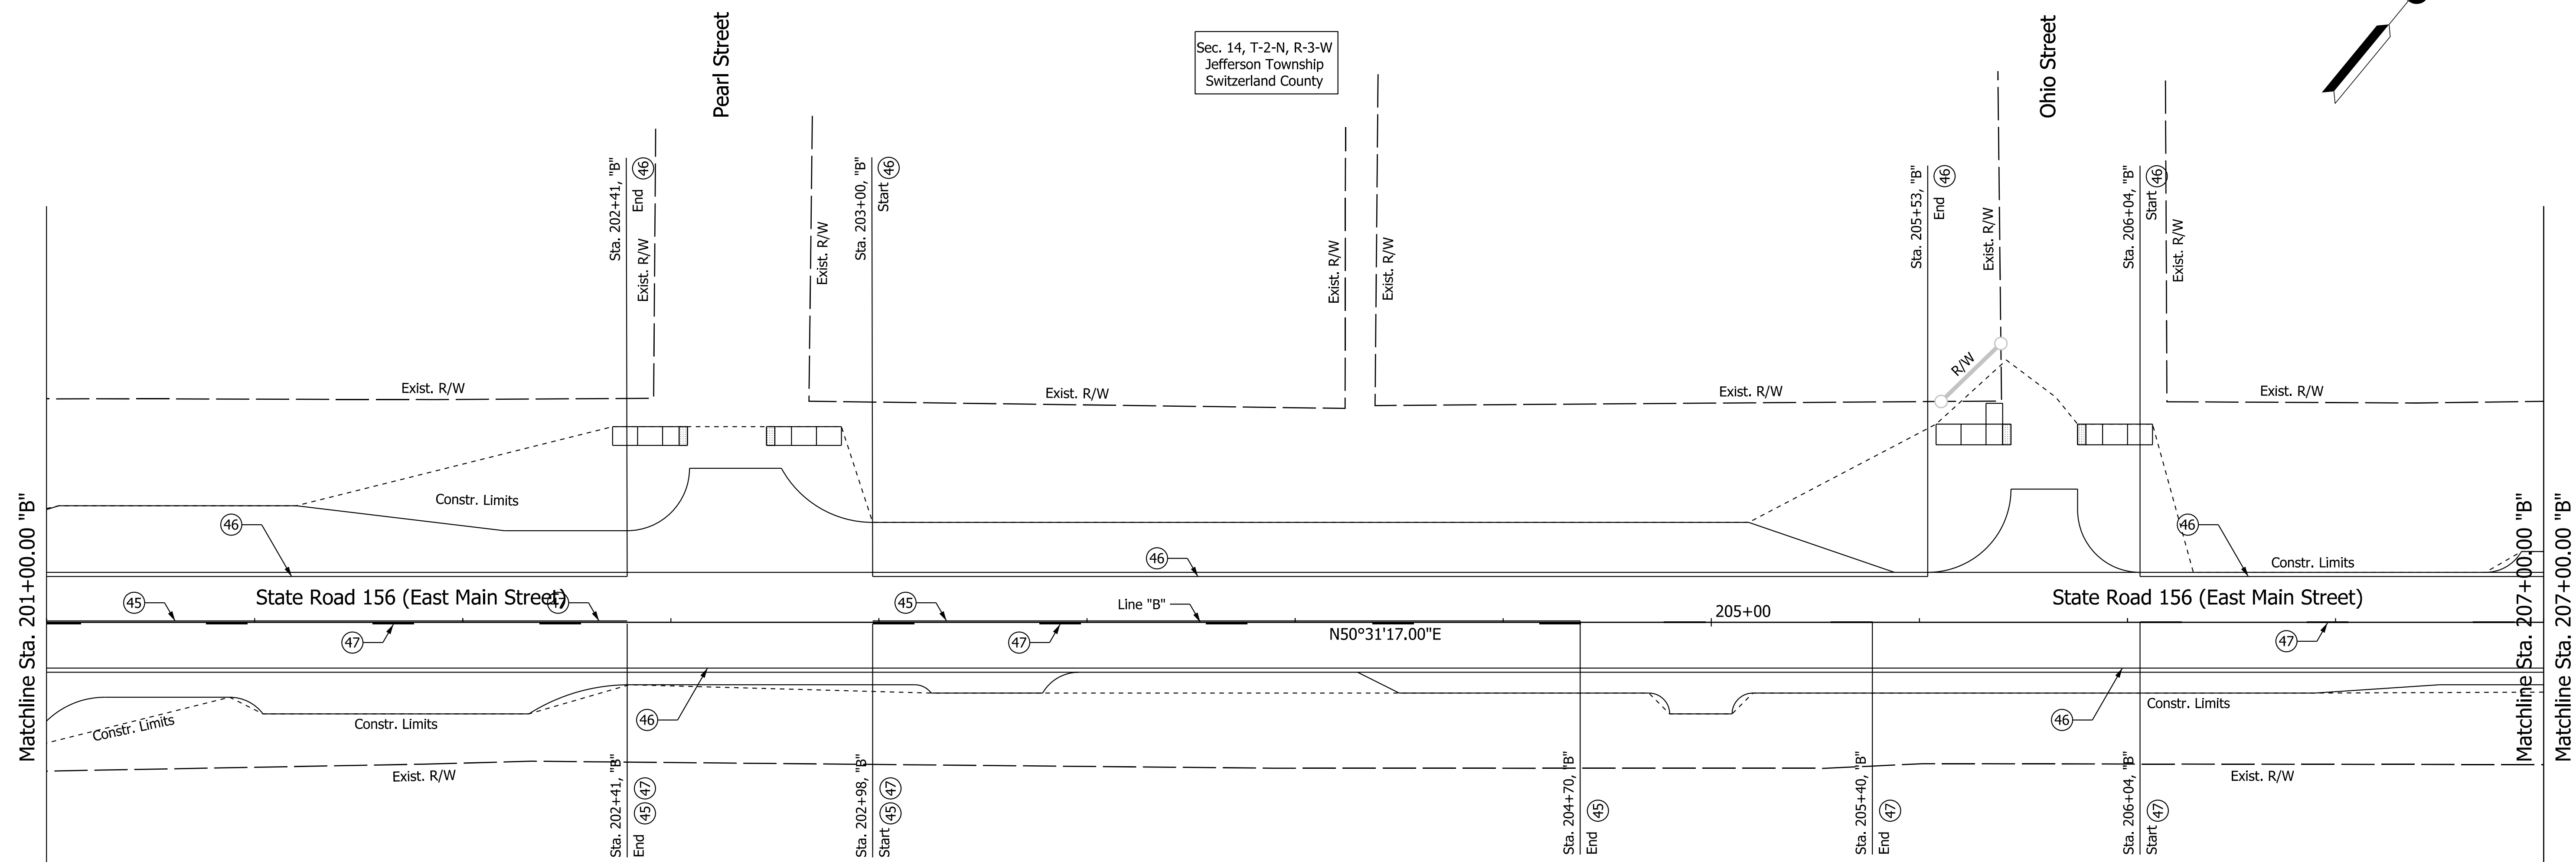 Pearl Street
Sec. 14, T-2-N, R-3-W
Jefferson Township
Switzerland County
Ohio Street
Sta. 202+41, "B"
End 46
Exist. R/W
Exist. R/W
Sta. 203+00, "B"
Start 46
Exist. R/W
Exist. R/W
Sta. 205+53, "B"
End 46
Exist. R/W
Sta. 206+04, "B"
Start 46
Exist. R/W
Exist. R/W
Exist. R/W
Exist. R/W
R/W
Exist. R/W
Constr. Limits
46
46
46
Constr. Limits
Matchline Sta. 201+00.00 "B"
State Road 156 (East Main Street)
45
47
45
Line "B"
205+00
State Road 156 (East Main Street)
47
47
N50°31'17.00"E
47
Matchline Sta. 207+00.00 "B"
Matchline Sta. 207+00.00 "B"
Constr. Limits
Constr. Limits
46
46
Constr. Limits
Exist. R/W
Exist. R/W
Sta. 202+41, "B"
End 45 47
Sta. 202+98, "B"
Start 45 47
Sta. 204+70, "B"
End 45
Sta. 205+40, "B"
End 47
Sta. 206+04, "B"
Start 47